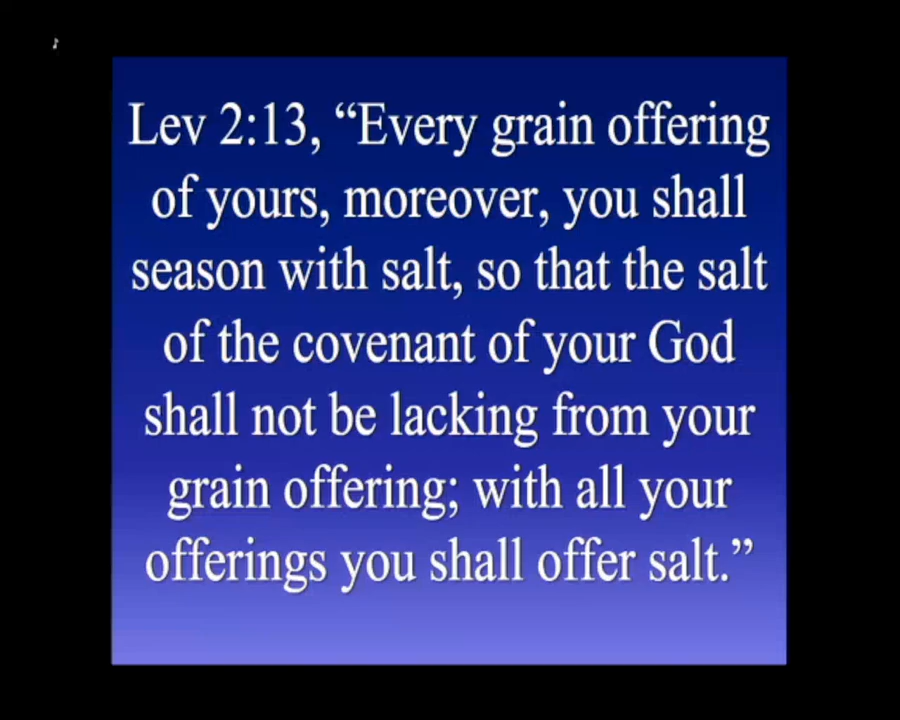 Lev 2:13, “Every grain offering
of yours, moreover, you shall
season with salt, so that the salt
of the covenant of your God
shall not be lacking from your
grain offering; with all your
offerings you shall offer salt.”